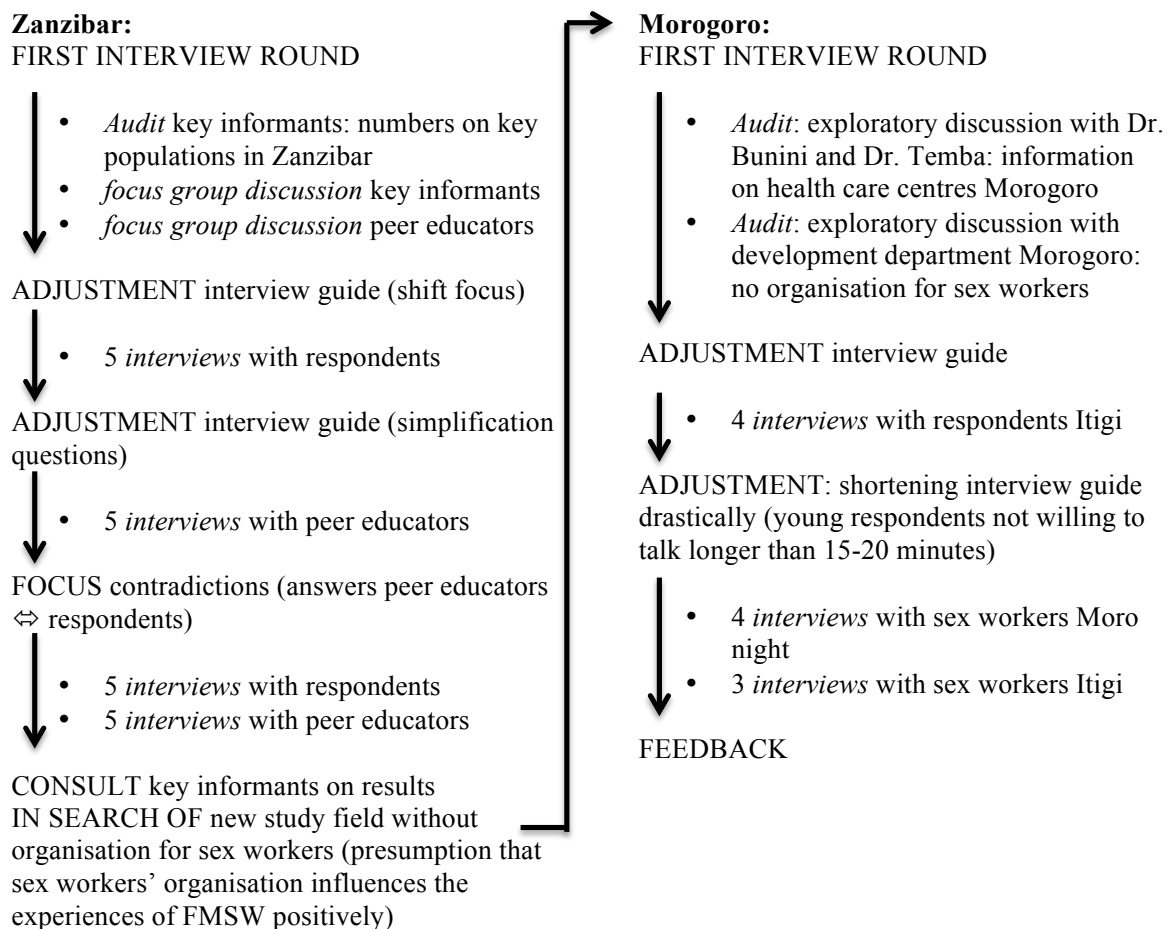 Zanzibar:
FIRST INTERVIEW ROUND
• Audit key informants: numbers on key
populations in Zanzibar
• focus group discussion key informants
• focus group discussion peer educators
ADJUSTMENT interview guide (shift focus)
• 5 interviews with respondents
ADJUSTMENT interview guide (simplification
questions)
• 5 interviews with peer educators
FOCUS contradictions (answers peer educators
⇔ respondents)
• 5 interviews with respondents
• 5 interviews with peer educators
CONSULT key informants on results
IN SEARCH OF new study field without
organisation for sex workers (presumption that
sex workers’ organisation influences the
experiences of FMSW positively)
Morogoro:
FIRST INTERVIEW ROUND
• Audit: exploratory discussion with Dr.
Bunini and Dr. Temba: information
on health care centres Morogoro
• Audit: exploratory discussion with
development department Morogoro:
no organisation for sex workers
ADJUSTMENT interview guide
• 4 interviews with respondents Itigi
ADJUSTMENT: shortening interview guide
drastically (young respondents not willing to
talk longer than 15-20 minutes)
• 4 interviews with sex workers Moro
night
• 3 interviews with sex workers Itigi
FEEDBACK